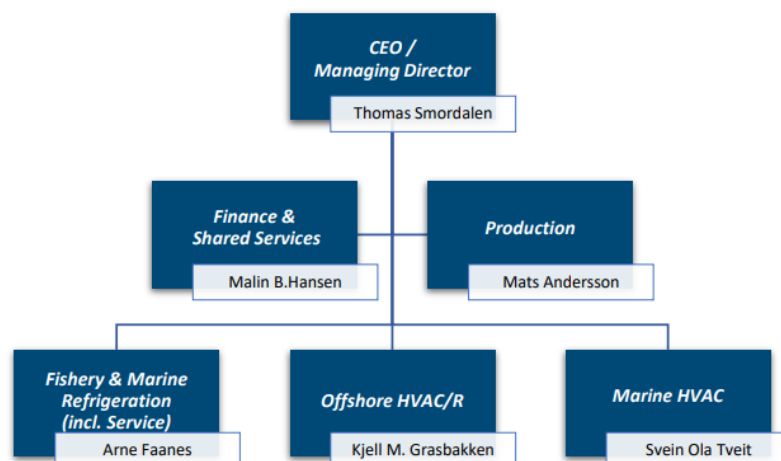 CEO /
Managing Director
Thomas Smordalen
Finance &
Shared Services
Malin B.Hansen
Production
Mats Andersson
Fishery & Marine
Refrigeration
(incl. Service)
Arne Faanes
Offshore HVAC/R
Kjell M. Grasbakken
Marine HVAC
Svein Ola Tveit